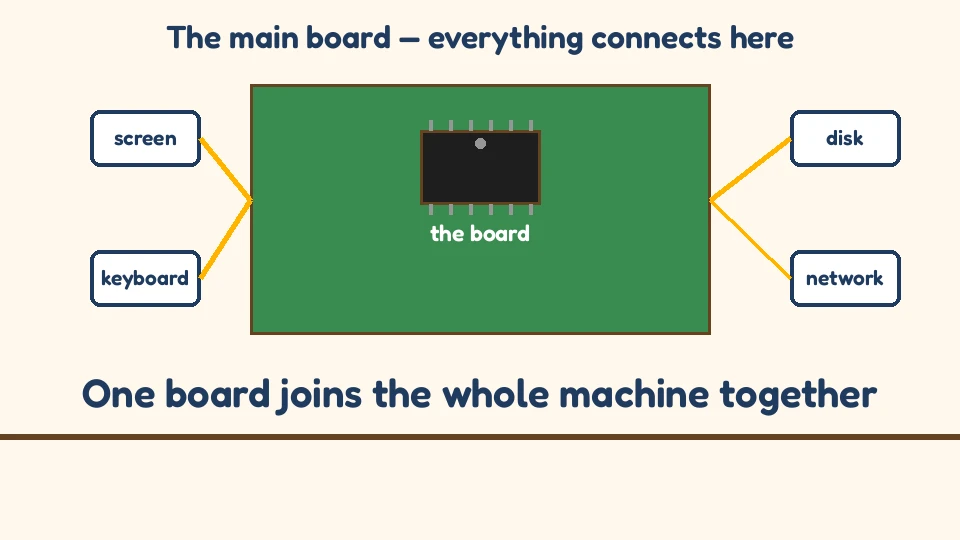 The main board — everything connects here
screen
disk
the board
keyboard
network
One board joins the whole machine together